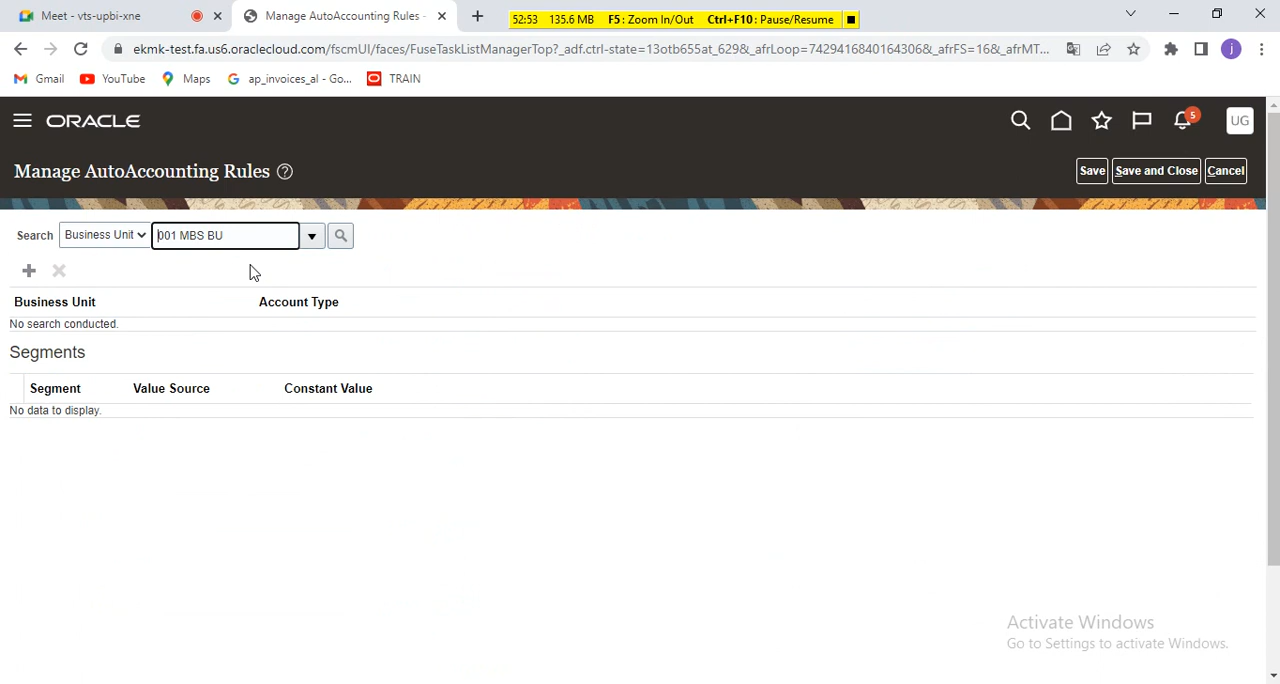 Meet - vts-upbi-xne
Manage AutoAccounting Rules -
52:53 135.6 MB F5: Zoom In/Out Ctrl+F10: Pause/Resume
ekmk-test.fa.us6.oraclecloud.com/fscmUI/faces/FuseTaskListManagerTop?_adf.ctrl-state=13otb655at_629&_afrLoop=74294168401643​06&_afrFS=16&_afrMT...
j
Gmail YouTube Maps ap_invoices_al - Go... TRAIN
ORACLE
5
UG
Manage AutoAccounting Rules ?
Save Save and Close Cancel
Search Business Unit 001 MBS BU
Business Unit Account Type
No search conducted.
Segments
Segment Value Source Constant Value
No data to display.
Activate Windows
Go to Settings to activate Windows.